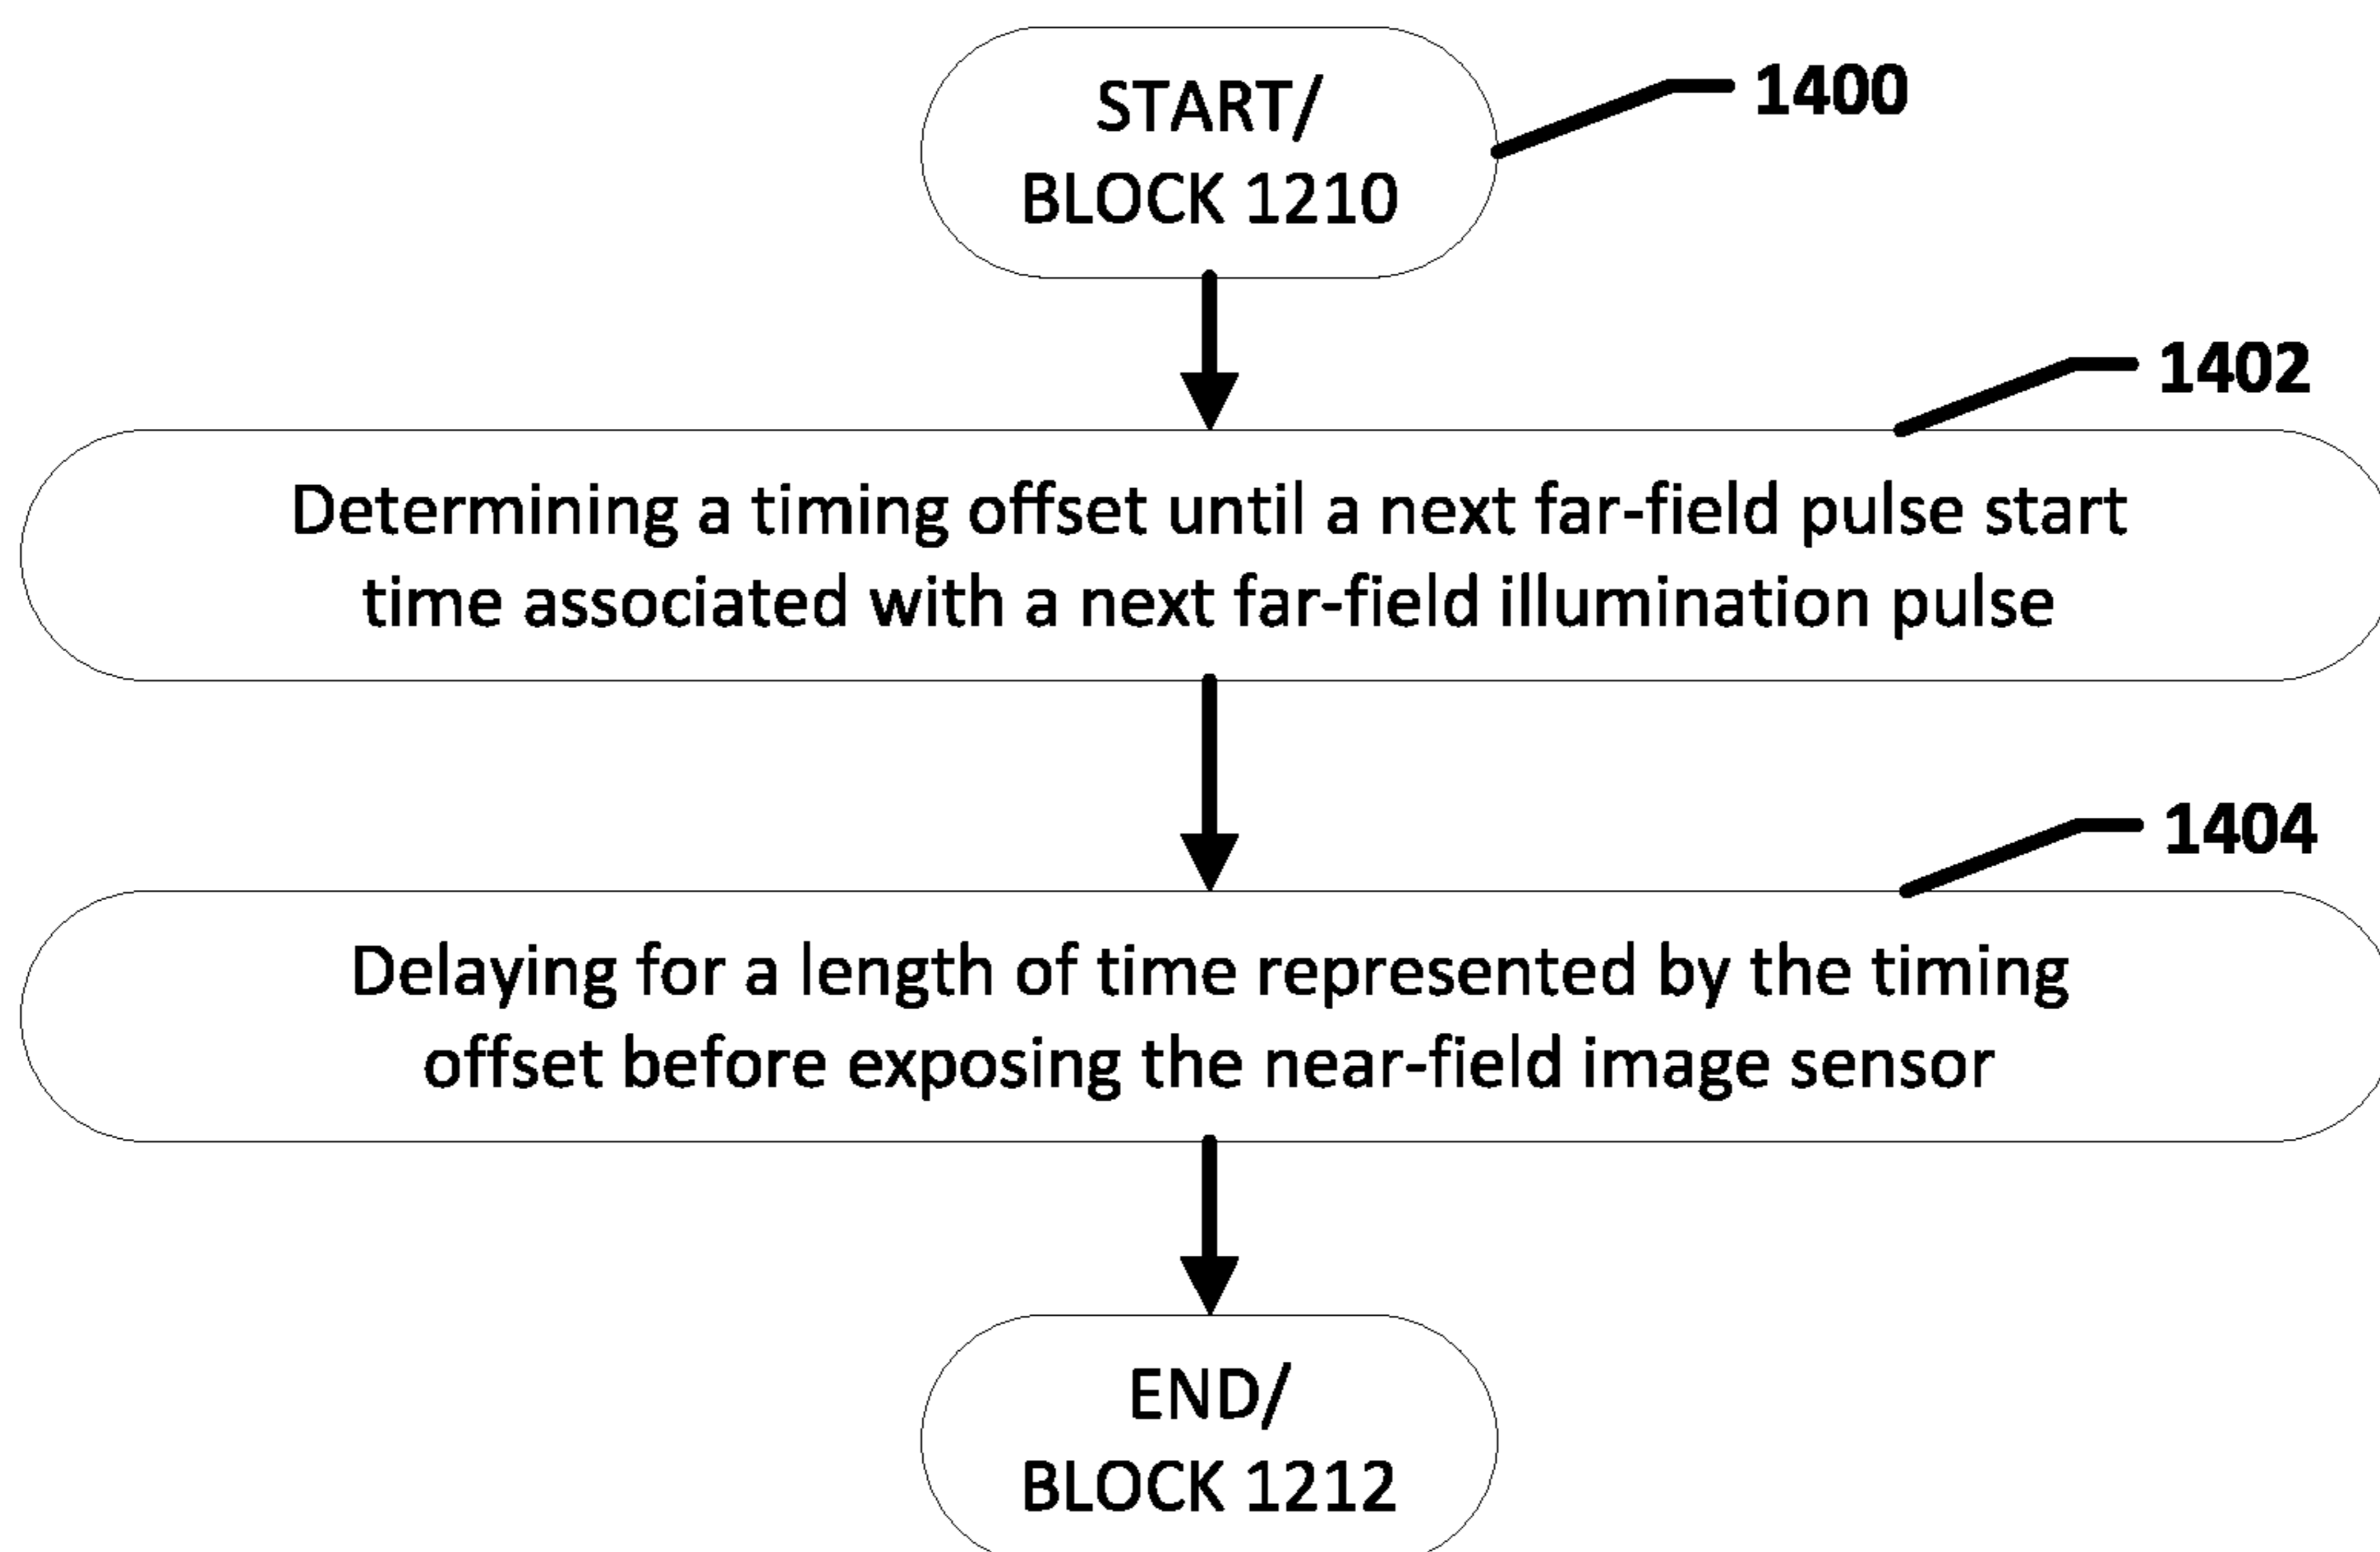 START/
BLOCK 1210
1400
1402
Determining a timing offset until a next far-field pulse start
time associated with a next far-field illumination pulse
1404
Delaying for a length of time represented by the timing
offset before exposing the near-field image sensor
END/
BLOCK 1212